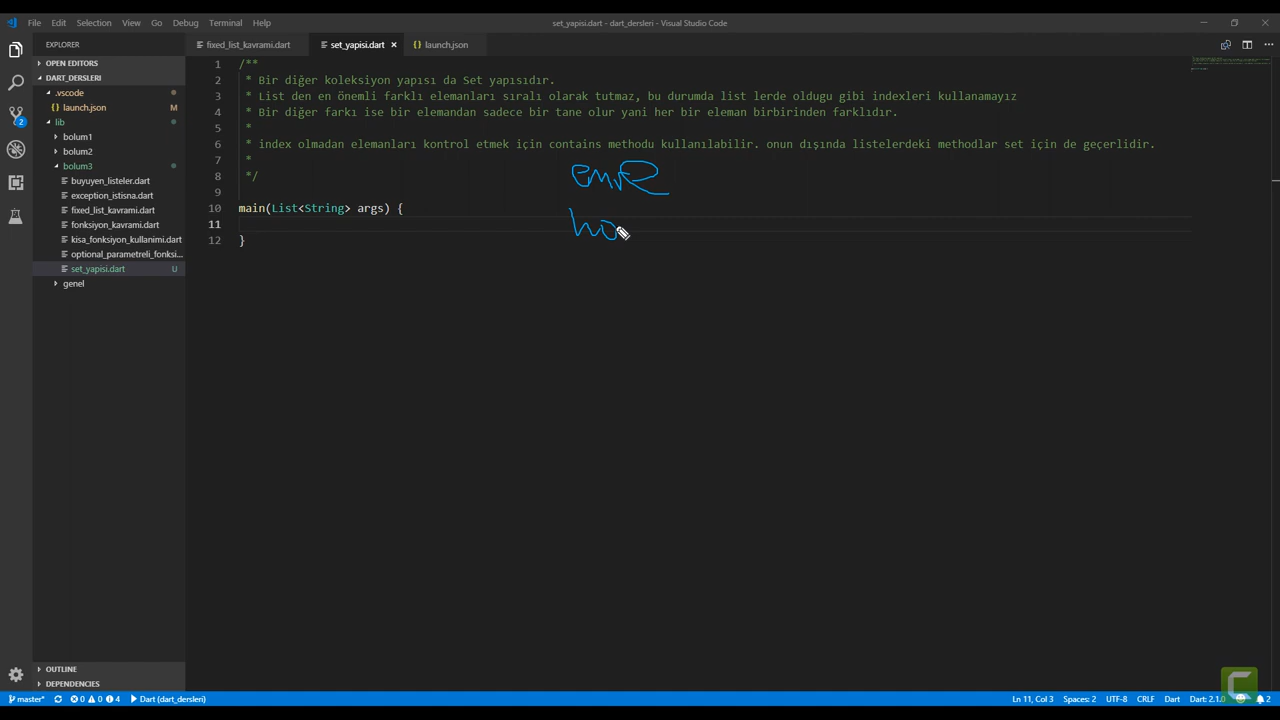 File Edit Selection View Go Debug Terminal Help
set_yapisi.dart - dart_dersleri - Visual Studio Code
EXPLORER
OPEN EDITORS
DART_DERSLERI
.vscode
launch.json M
lib
bolum1
bolum2
bolum3
buyuyen_listeler.dart
exception_istisna.dart
fixed_list_kavrami.dart
fonksiyon_kavrami.dart
kisa_fonksiyon_kullanimi.dart
optional_parametreli_fonksi...
set_yapisi.dart U
genel
OUTLINE
DEPENDENCIES
2
fixed_list_kavrami.dart set_yapisi.dart launch.json
1 /**
2 * Bir diğer koleksiyon yapısı da Set yapısıdır.
3 * List den en önemli farklı elemanları sıralı olarak tutmaz, bu durumda list lerde oldugu gibi indexleri kullanamayız
4 * Bir diğer farkı ise bir elemandan sadece bir tane olur yani her bir eleman birbirinden farklıdır.
5 *
6 * index olmadan elemanları kontrol etmek için contains methodu kullanılabilir. onun dışında listelerdeki methodlar set için de geçerlidir.
7 *
8 */
9
10 main(List<String> args) {
11
12 }
emre
master* 0 0 4 Dart (dart_dersleri)
Ln 11, Col 3 Spaces: 2 UTF-8 CRLF Dart Dart: 2.1.0 2